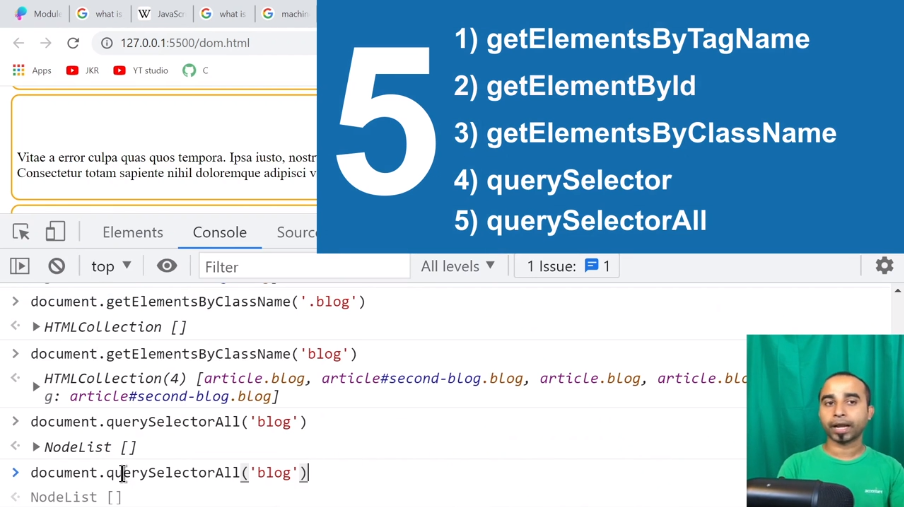 Module
what is
JavaSc
what is
machin
127.0.0.1:5500/dom.html
Apps
JKR
YT studio
C
Vitae a error culpa quas quos tempora. Ipsa iusto, nostr
Consectetur totam sapiente nihil doloremque adipisci v
5
1) getElementsByTagName
2) getElementById
3) getElementsByClassName
4) querySelector
5) querySelectorAll
Elements
Console
Sourc
top
Filter
All levels
1 Issue:
1
> document.getElementsByClassName('.blog')
HTMLCollection []
> document.getElementsByClassName('blog')
HTMLCollection(4) [article.blog, article#second-blog.blog, article.blog, article.b
g: article#second-blog.blog]
> document.querySelectorAll('blog')
NodeList []
> document.querySelectorAll('blog')
NodeList []